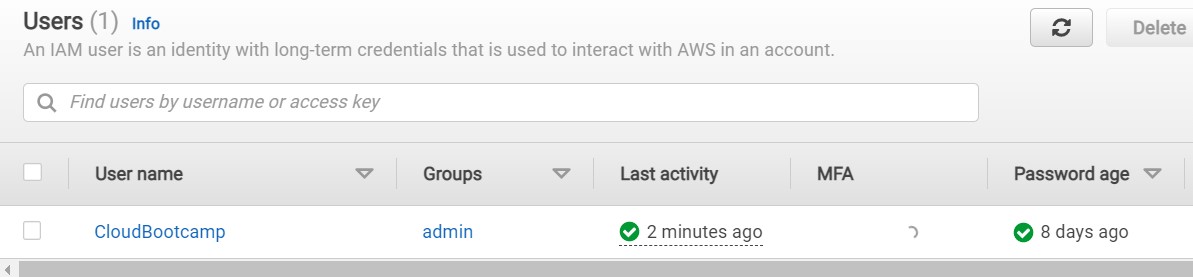 Users (1) Info
An IAM user is an identity with long-term credentials that is used to interact with AWS in an account.
Delete
Find users by username or access key
User name Groups Last activity MFA Password age
CloudBootcamp admin 2 minutes ago 8 days ago